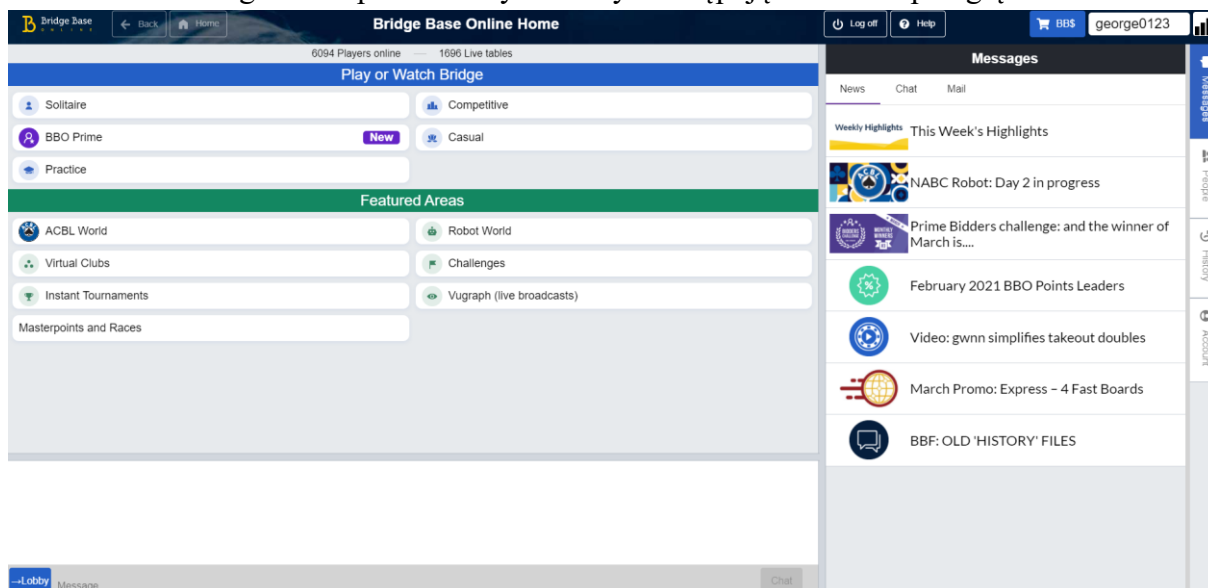 Bridge Base
ONLINE
Back
Home
Bridge Base Online Home
Log off
Help
BB$
george0123
6094 Players online — 1696 Live tables
Play or Watch Bridge
Solitaire
Competitive
BBO Prime
New
Casual
Practice
Featured Areas
ACBL World
Robot World
Virtual Clubs
Challenges
Instant Tournaments
Vugraph (live broadcasts)
Masterpoints and Races
→Lobby
Message
Chat
Messages
News
Chat
Mail
Weekly Highlights
This Week's Highlights
NABC Robot: Day 2 in progress
Prime Bidders challenge: and the winner of
March is....
February 2021 BBO Points Leaders
Video: gwnn simplifies takeout doubles
March Promo: Express – 4 Fast Boards
BBF: OLD 'HISTORY' FILES
Messages
People
History
Account